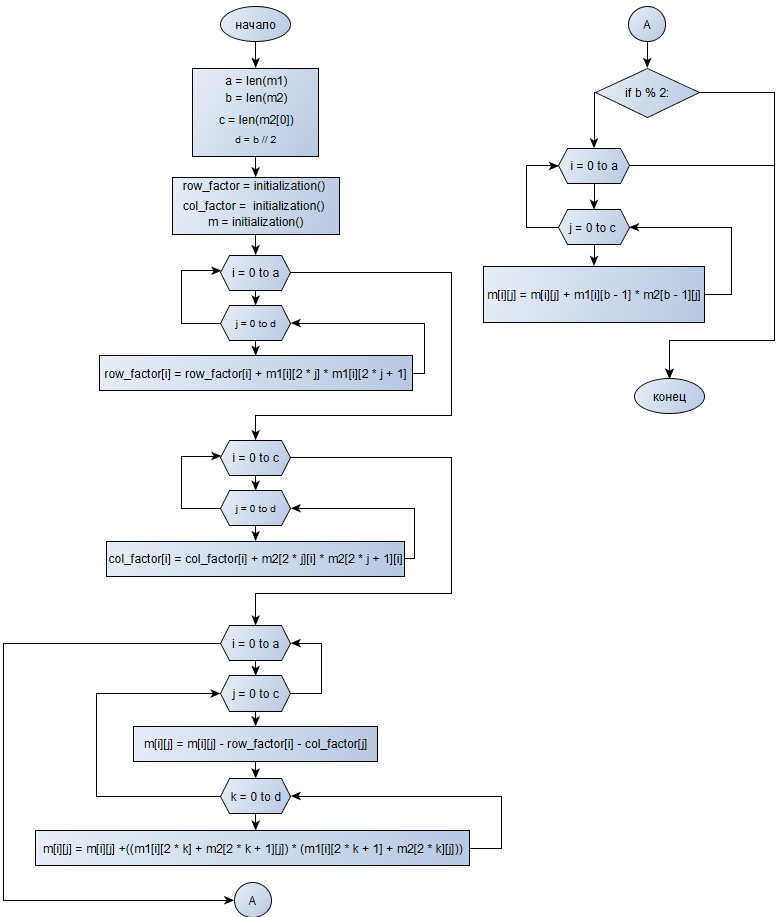 начало
a = len(m1)
b = len(m2)
c = len(m2[0])
d = b // 2
row_factor = initialization()
col_factor = initialization()
m = initialization()
i = 0 to a
j = 0 to d
row_factor[i] = row_factor[i] + m1[i][2 * j] * m1[i][2 * j + 1]
i = 0 to c
j = 0 to d
col_factor[i] = col_factor[i] + m2[2 * j][i] * m2[2 * j + 1][i]
i = 0 to a
j = 0 to c
m[i][j] = m[i][j] - row_factor[i] - col_factor[j]
k = 0 to d
m[i][j] = m[i][j] +((m1[i][2 * k] + m2[2 * k + 1][j]) * (m1[i][2 * k + 1] + m2[2 * k][j]))
A
A
if b % 2:
i = 0 to a
j = 0 to c
m[i][j] = m[i][j] + m1[i][b - 1] * m2[b - 1][j]
конец